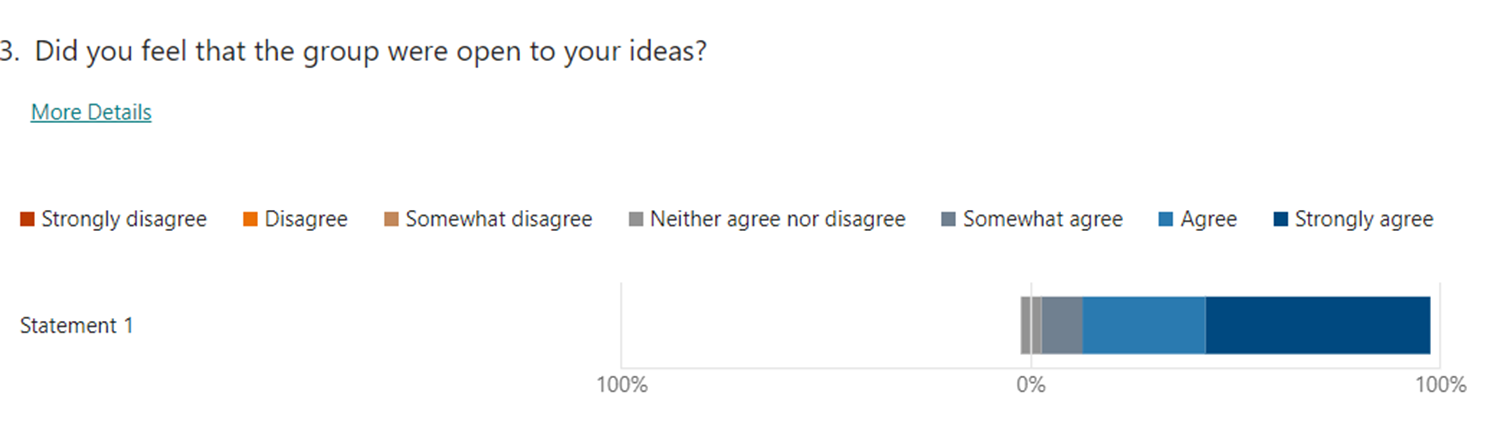 3. Did you feel that the group were open to your ideas?
More Details
Strongly disagree Disagree Somewhat disagree Neither agree nor disagree Somewhat agree Agree Strongly agree
Statement 1
100% 0% 100%